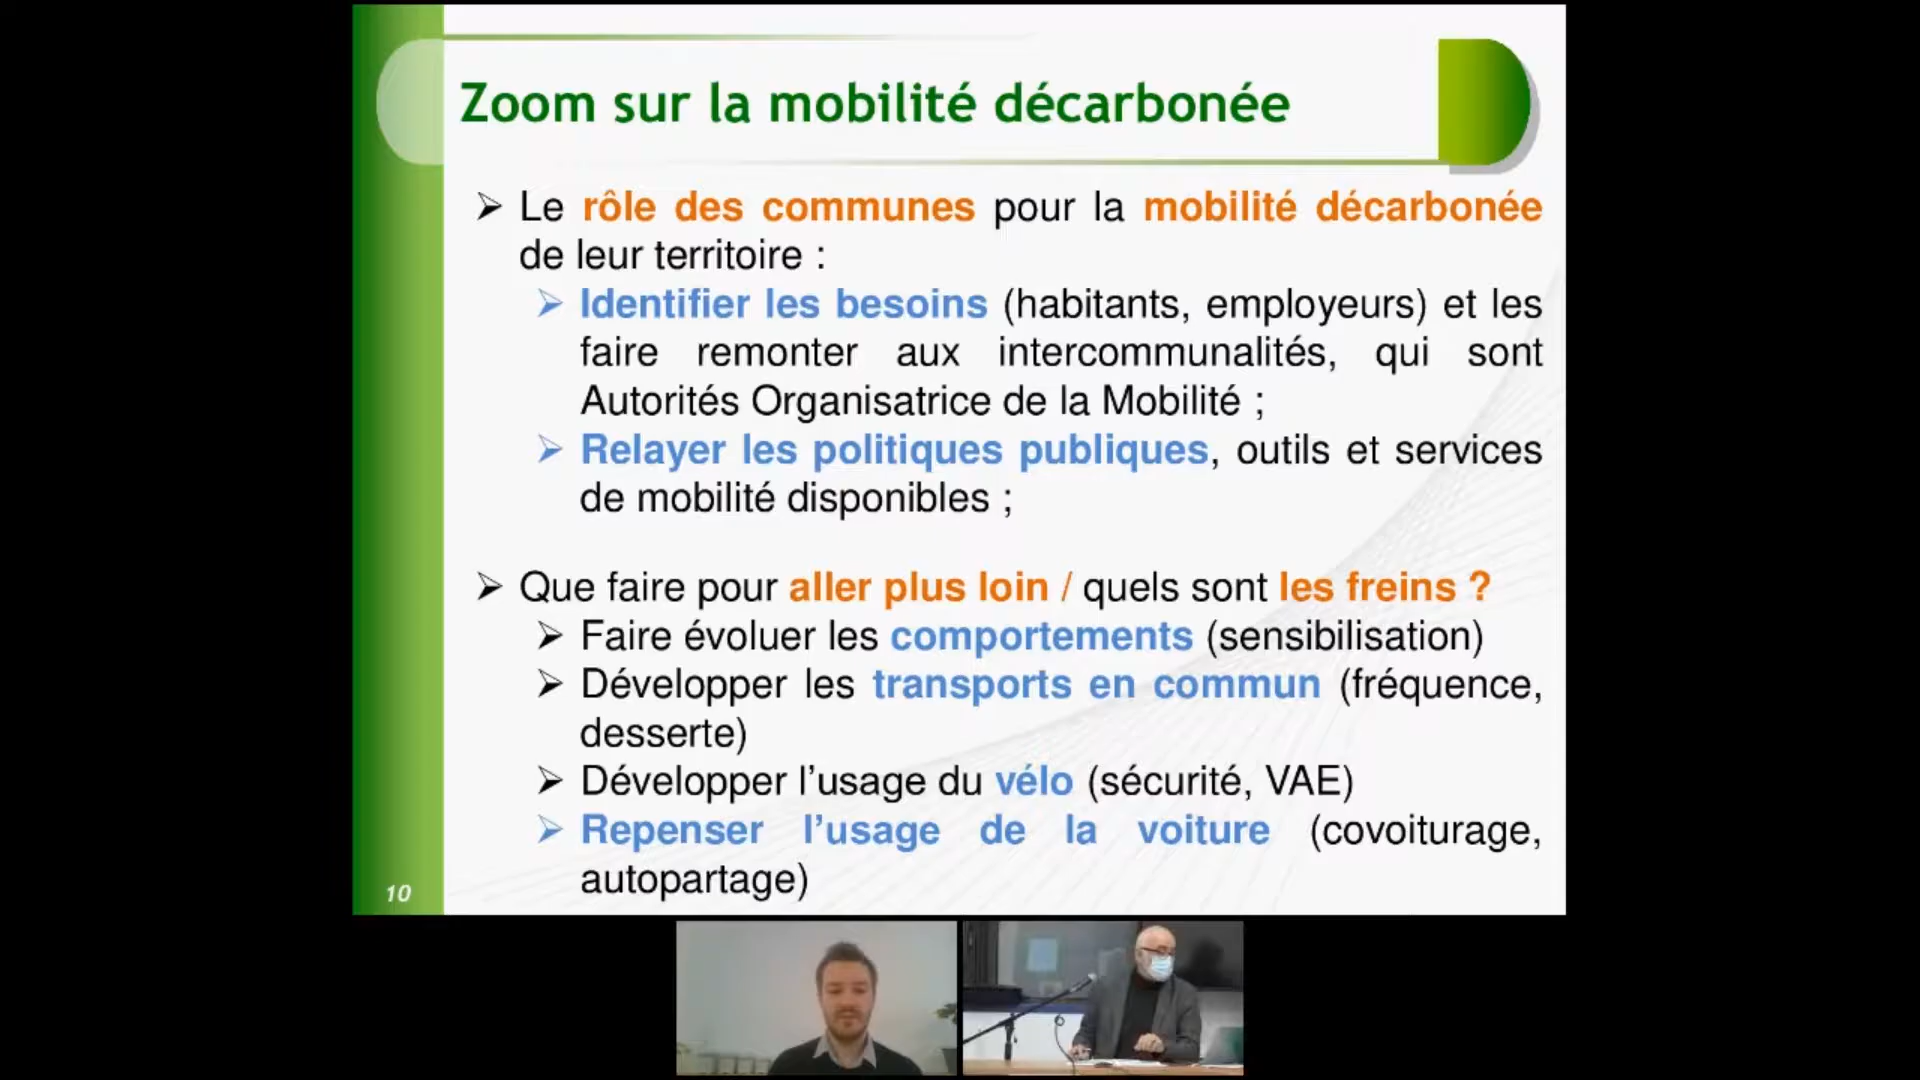 Zoom sur la mobilité décarbonée
➢ Le rôle des communes pour la mobilité décarbonée
de leur territoire :
➢ Identifier les besoins (habitants, employeurs) et les
faire remonter aux intercommunalités, qui sont
Autorités Organisatrice de la Mobilité ;
➢ Relayer les politiques publiques, outils et services
de mobilité disponibles ;
➢ Que faire pour aller plus loin / quels sont les freins ?
➢ Faire évoluer les comportements (sensibilisation)
➢ Développer les transports en commun (fréquence,
desserte)
➢ Développer l’usage du vélo (sécurité, VAE)
➢ Repenser l’usage de la voiture (covoiturage,
autopartage)
10